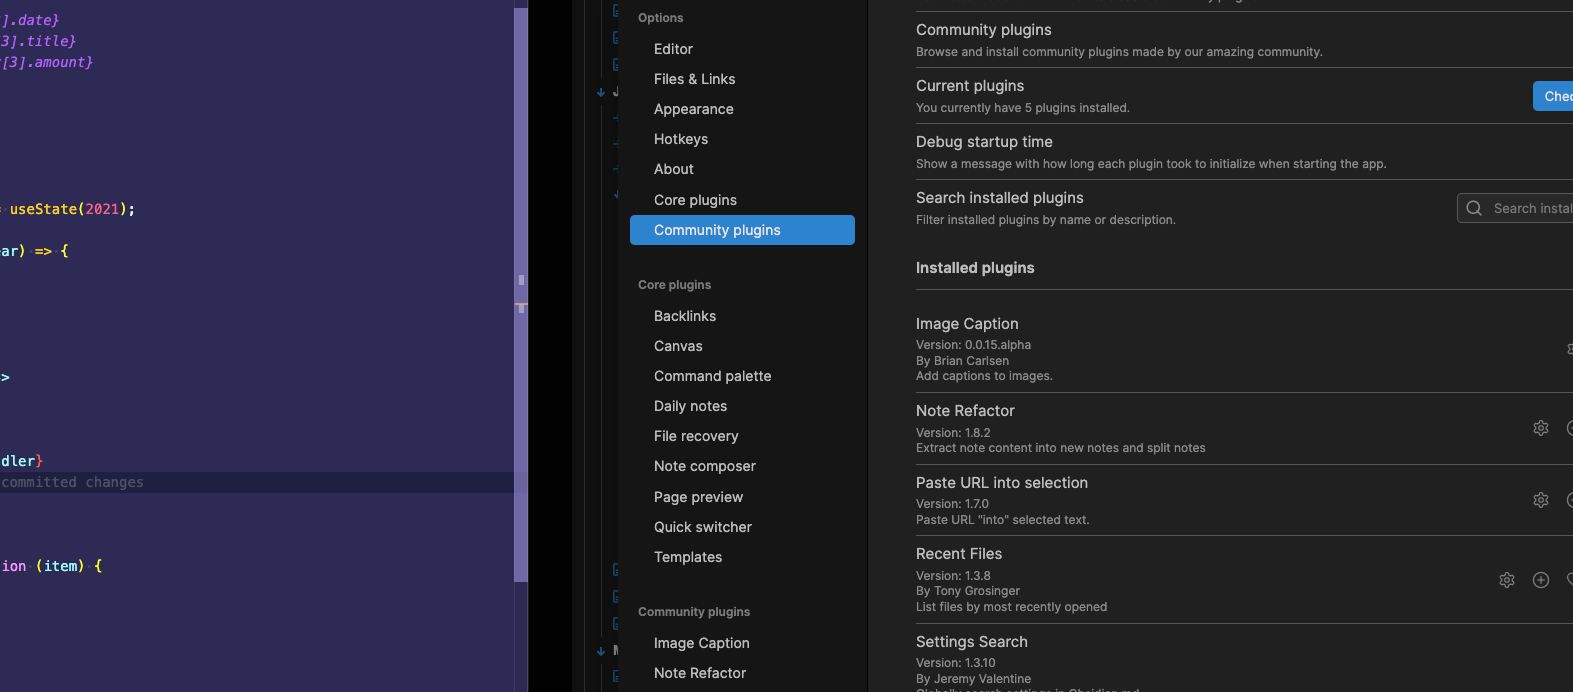 ].date}
3].title}
[3].amount}
= useState(2021);
ar) => {
>
dler}
committed changes
ion (item) {
Options
Editor
Files & Links
Appearance
Hotkeys
About
Core plugins
Community plugins
Core plugins
Backlinks
Canvas
Command palette
Daily notes
File recovery
Note composer
Page preview
Quick switcher
Templates
Community plugins
Image Caption
Note Refactor
Community plugins
Browse and install community plugins made by our amazing community.
Current plugins
You currently have 5 plugins installed.
Chec
Debug startup time
Show a message with how long each plugin took to initialize when starting the app.
Search installed plugins
Filter installed plugins by name or description.
Search instal
Installed plugins
Image Caption
Version: 0.0.15.alpha
By Brian Carlsen
Add captions to images.
Note Refactor
Version: 1.8.2
Extract note content into new notes and split notes
Paste URL into selection
Version: 1.7.0
Paste URL "into" selected text.
Recent Files
Version: 1.3.8
By Tony Grosinger
List files by most recently opened
Settings Search
Version: 1.3.10
By Jeremy Valentine
Globally search settings in Obsidian.md